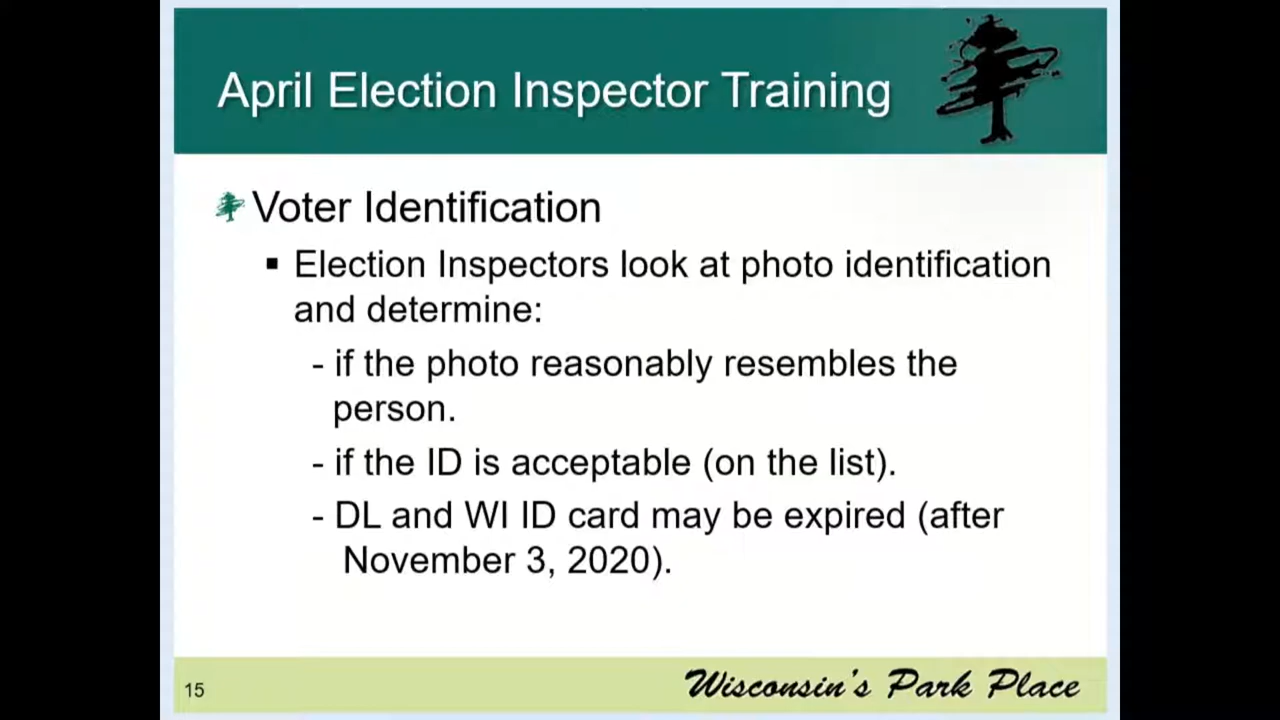 April Election Inspector Training
Voter Identification
▪ Election Inspectors look at photo identification
and determine:
- if the photo reasonably resembles the
person.
- if the ID is acceptable (on the list).
- DL and WI ID card may be expired (after
November 3, 2020).
15
Wisconsin's Park Place